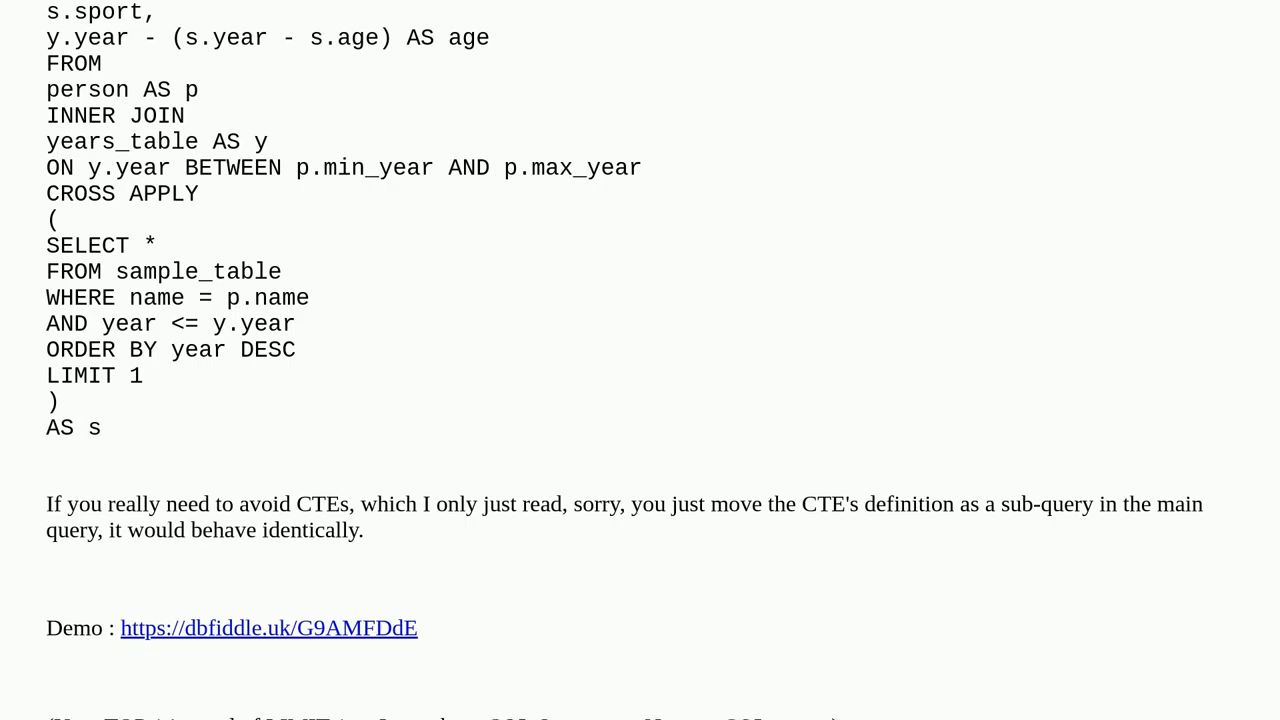 s.sport,
y.year - (s.year - s.age) AS age
FROM
person AS p
INNER JOIN
years_table AS y
ON y.year BETWEEN p.min_year AND p.max_year
CROSS APPLY
(
SELECT *
FROM sample_table
WHERE name = p.name
AND year <= y.year
ORDER BY year DESC
LIMIT 1
)
AS s
If you really need to avoid CTEs, which I only just read, sorry, you just move the CTE's definition as a sub-query in the main
query, it would behave identically.
Demo : https://dbfiddle.uk/G9AMFDdE